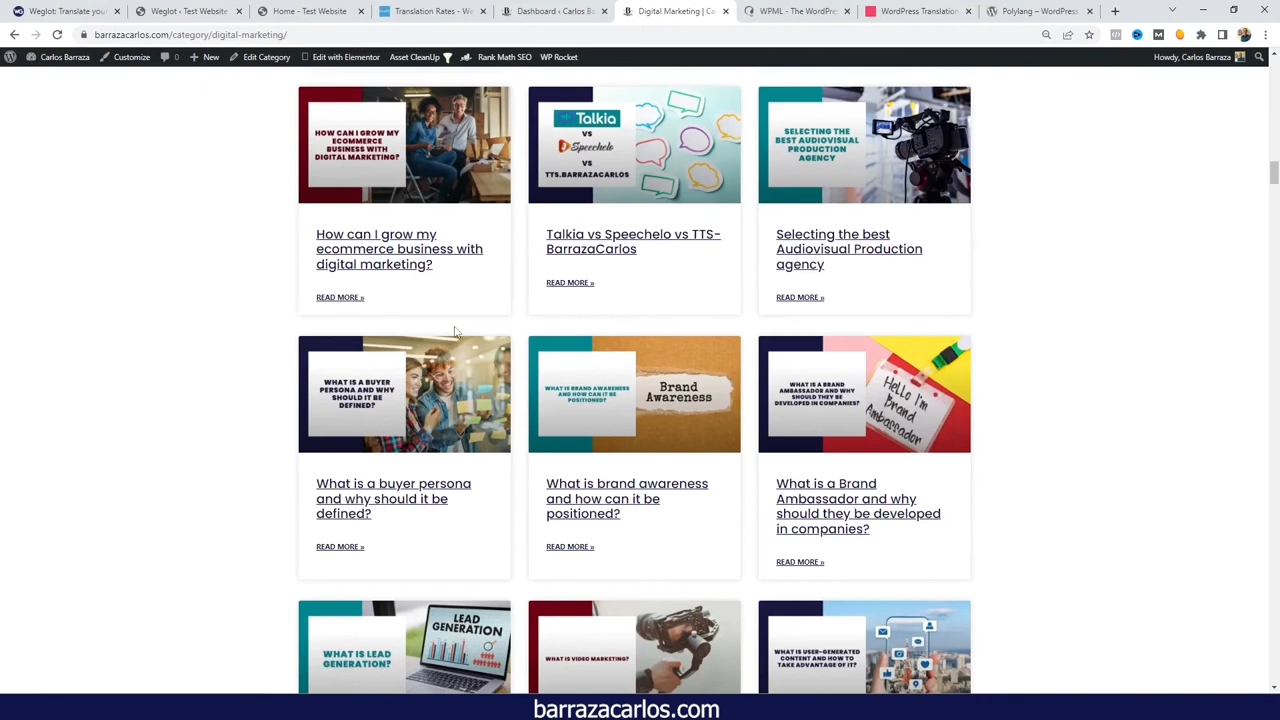 Weglot: Translate your
Weglot ‹ Test Website
Home - Test Website
Translation Rates - We
Dashboard ‹ Carlos Ba
Digital Marketing | Ca
WPML - The WordPres
WordPress Translation
Polylang – WordPress
barrazacarlos.com/category/digital-marketing/
Carlos Barraza
Customize
0
New
Edit Category
Edit with Elementor
Asset CleanUp
Rank Math SEO
WP Rocket
Howdy, Carlos Barraza
HOW CAN I GROW MY
ECOMMERCE
BUSINESS WITH
DIGITAL MARKETING?
Talkia
VS
Speechelo
VS
TTS.BARRAZACARLOS
SELECTING THE
BEST AUDIOVISUAL
PRODUCTION
AGENCY
How can I grow my
ecommerce business with
digital marketing?
READ MORE »
Talkia vs Speechelo vs TTS-
BarrazaCarlos
READ MORE »
Selecting the best
Audiovisual Production
agency
READ MORE »
WHAT IS A BUYER
PERSONA AND WHY
SHOULD IT BE
DEFINED?
WHAT IS BRAND AWARENESS
AND HOW CAN IT BE
POSITIONED?
Brand
Awareness
WHAT IS A BRAND
AMBASSADOR AND WHY
SHOULD THEY BE
DEVELOPED IN COMPANIES?
Hello I'm
Brand
Ambassador
What is a buyer persona
and why should it be
defined?
READ MORE »
What is brand awareness
and how can it be
positioned?
READ MORE »
What is a Brand
Ambassador and why
should they be developed
in companies?
READ MORE »
WHAT IS LEAD
GENERATION?
LEAD
GENERATION
WHAT IS VIDEO MARKETING?
WHAT IS USER-GENERATED
CONTENT AND HOW TO
TAKE ADVANTAGE OF IT?
barrazacarlos.com